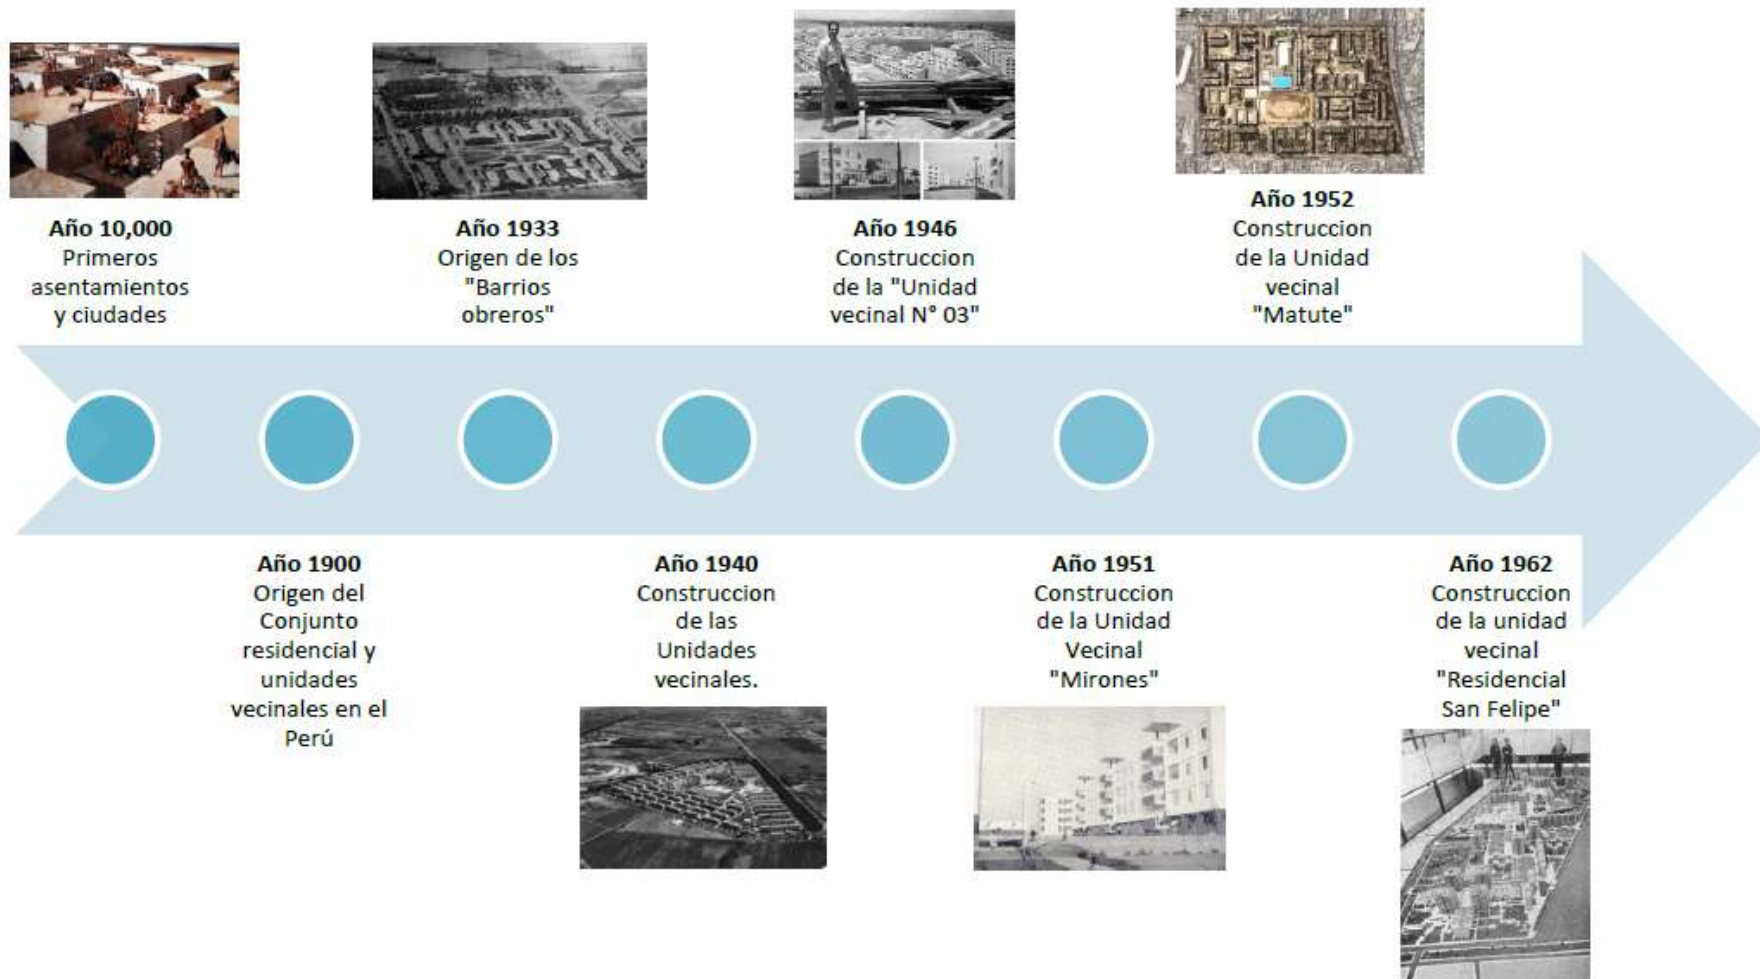 Año 10,000
Primeros
asentamientos
y ciudades
Año 1900
Origen del
Conjunto
residencial y
unidades
vecinales en el
Perú
Año 1933
Origen de los
"Barrios
obreros"
Año 1940
Construccion
de las
Unidades
vecinales.
Año 1946
Construccion
de la "Unidad
vecinal N° 03"
Año 1951
Construccion
de la Unidad
Vecinal
"Mirones"
Año 1952
Construccion
de la Unidad
vecinal
"Matute"
Año 1962
Construccion
de la unidad
vecinal
"Residencial
San Felipe"